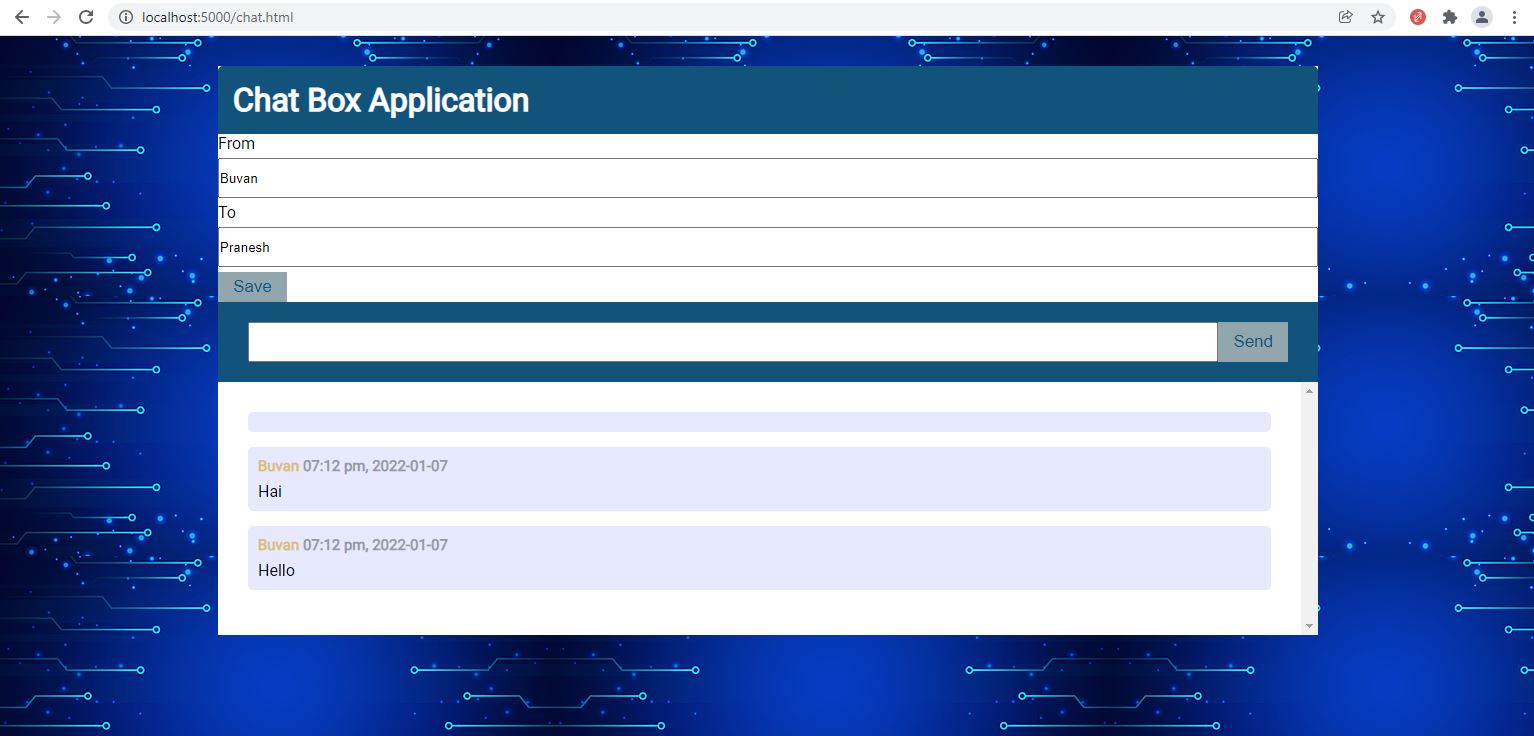 localhost:5000/chat.html
Chat Box Application
From
Buvan
To
Pranesh
Save
Send
Buvan 07:12 pm, 2022-01-07
Hai
Buvan 07:12 pm, 2022-01-07
Hello